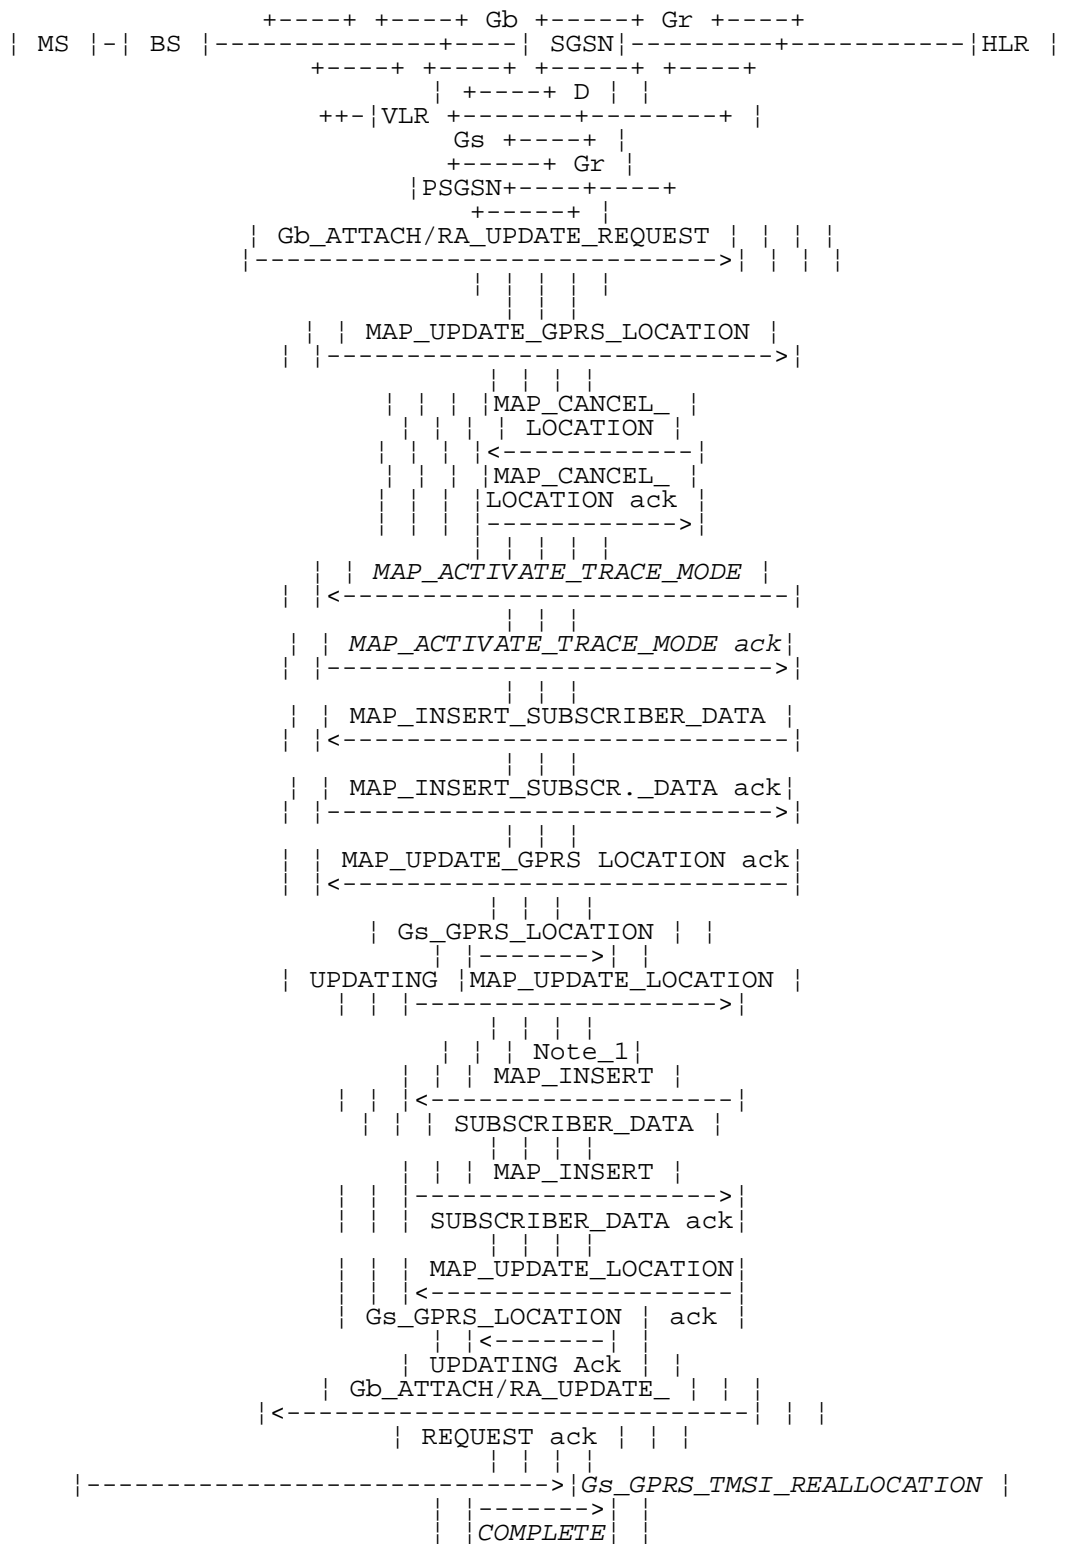 +----+ +----+ Gb +-----+ Gr +----+
¦ MS ¦-¦ BS ¦--------------+----¦ SGSN¦---------+-----------¦HLR ¦
+----+ +----+ +-----+ +----+
¦ +----+ D ¦ ¦
++-¦VLR +-------+--------+ ¦
Gs +----+ ¦
+-----+ Gr ¦
¦PSGSN+----+----+
+-----+ ¦
¦ Gb_ATTACH/RA_UPDATE_REQUEST ¦ ¦ ¦ ¦
¦----------------------------->¦ ¦ ¦ ¦
¦ ¦ ¦ ¦ ¦
¦ ¦ ¦
¦ ¦ MAP_UPDATE_GPRS_LOCATION ¦
¦ ¦---------------------------->¦
¦ ¦ ¦ ¦
¦ ¦ ¦ ¦MAP_CANCEL_ ¦
¦ ¦ ¦ ¦ LOCATION ¦
¦ ¦ ¦ ¦<------------¦
¦ ¦ ¦ ¦MAP_CANCEL_ ¦
¦ ¦ ¦ ¦LOCATION ack ¦
¦ ¦ ¦ ¦------------>¦
¦ ¦ ¦ ¦ ¦
¦ ¦ MAP_ACTIVATE_TRACE_MODE ¦
¦ ¦<----------------------------¦
¦ ¦ ¦
¦ ¦ MAP_ACTIVATE_TRACE_MODE ack¦
¦ ¦---------------------------->¦
¦ ¦ ¦
¦ ¦ MAP_INSERT_SUBSCRIBER_DATA ¦
¦ ¦<----------------------------¦
¦ ¦ ¦
¦ ¦ MAP_INSERT_SUBSCR._DATA ack¦
¦ ¦---------------------------->¦
¦ ¦ ¦
¦ ¦ MAP_UPDATE_GPRS LOCATION ack¦
¦ ¦<----------------------------¦
¦ ¦ ¦ ¦
¦ Gs_GPRS_LOCATION ¦ ¦
¦ ¦------->¦ ¦
¦ UPDATING ¦MAP_UPDATE_LOCATION ¦
¦ ¦ ¦------------------->¦
¦ ¦ ¦ ¦
¦ ¦ ¦ Note_1¦
¦ ¦ ¦ MAP_INSERT ¦
¦ ¦ ¦<-------------------¦
¦ ¦ ¦ SUBSCRIBER_DATA ¦
¦ ¦ ¦ ¦
¦ ¦ ¦ MAP_INSERT ¦
¦ ¦ ¦------------------->¦
¦ ¦ ¦ SUBSCRIBER_DATA ack¦
¦ ¦ ¦ ¦
¦ ¦ ¦ MAP_UPDATE_LOCATION¦
¦ ¦ ¦<-------------------¦
¦ Gs_GPRS_LOCATION ¦ ack ¦
¦ ¦<-------¦ ¦
¦ UPDATING Ack ¦ ¦
¦ Gb_ATTACH/RA_UPDATE_ ¦ ¦ ¦
¦<-----------------------------¦ ¦ ¦
¦ REQUEST ack ¦ ¦ ¦
¦ ¦ ¦ ¦
¦----------------------------->¦Gs_GPRS_TMSI_REALLOCATION ¦
¦ ¦------->¦ ¦
¦ ¦COMPLETE¦ ¦